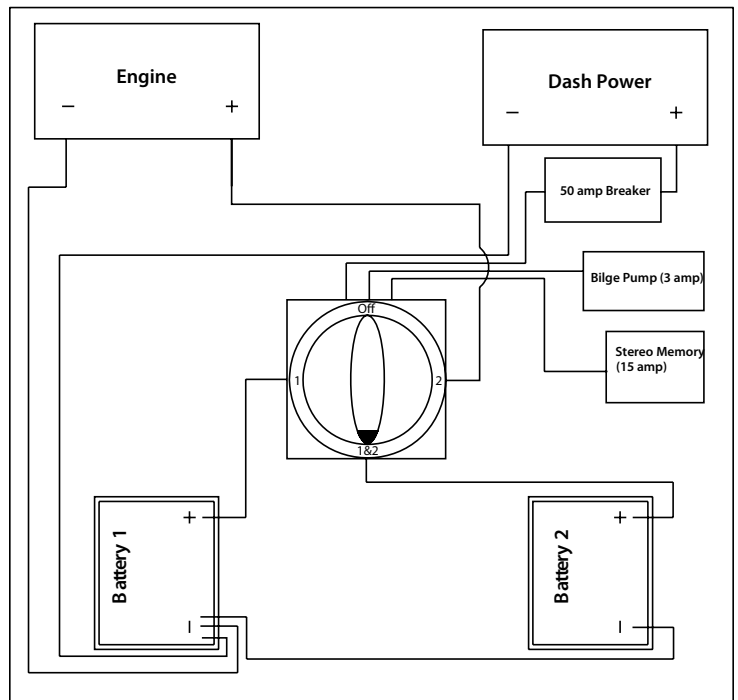 Engine
− +
Dash Power
− +
50 amp Breaker
Bilge Pump (3 amp)
Stereo Memory
(15 amp)
Off
1 2
1&2
Battery 1
+
−
Battery 2
+
−